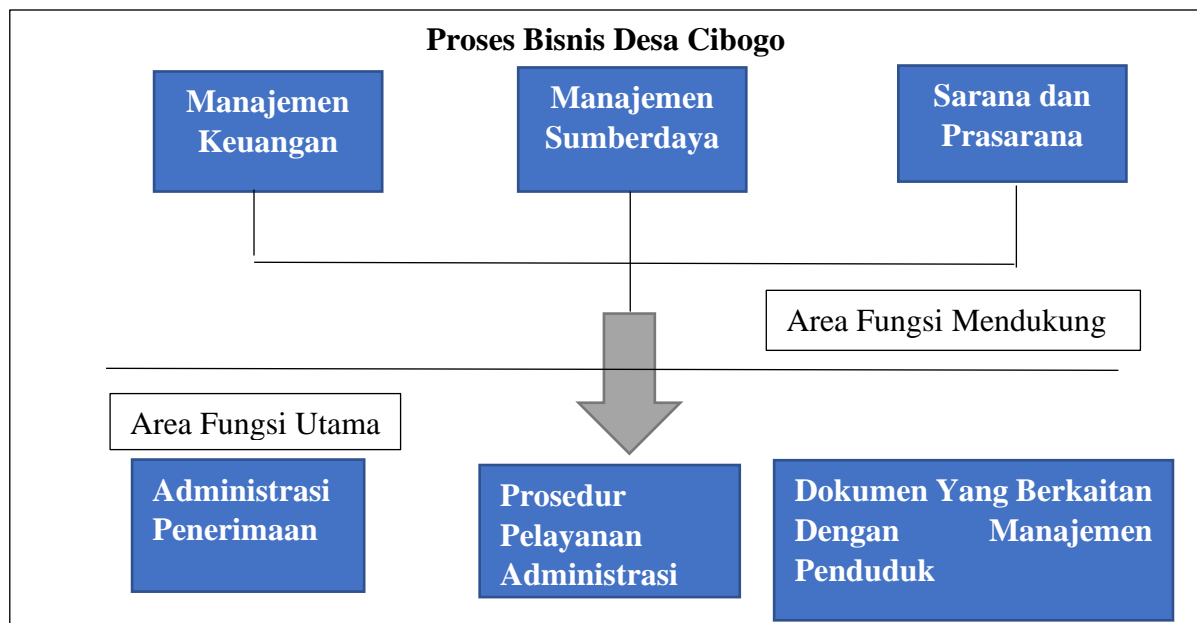 Proses Bisnis Desa Cibogo
Manajemen
Keuangan
Manajemen
Sumberdaya
Sarana dan
Prasarana
Area Fungsi Mendukung
Area Fungsi Utama
Administrasi
Penerimaan
Prosedur
Pelayanan
Administrasi
Dokumen Yang Berkaitan
Dengan Manajemen
Penduduk